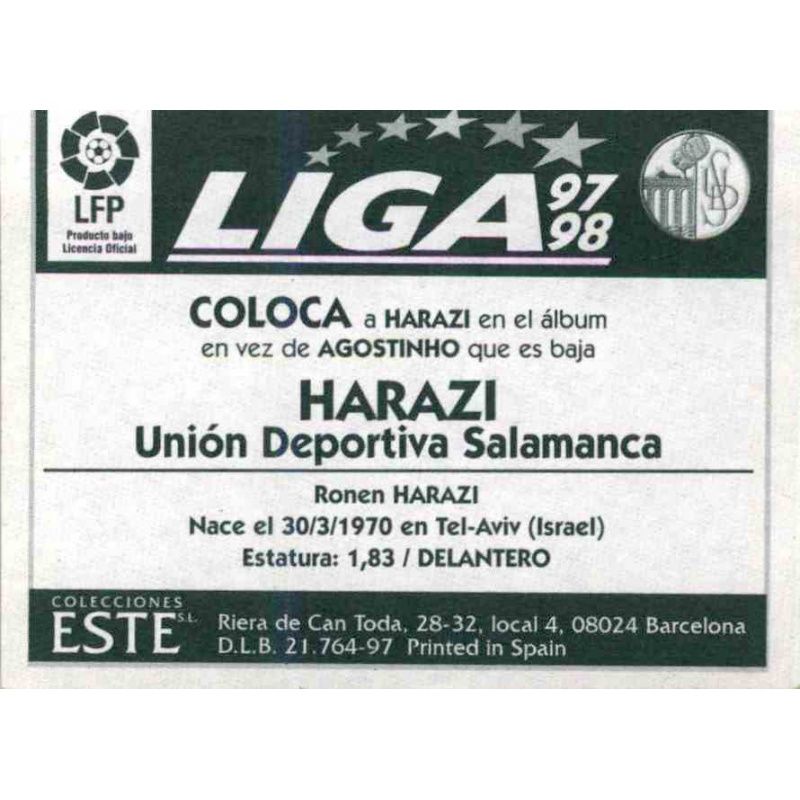 LFP
Producto bajo
Licencia Oficial
LIGA 97
98
UDS
COLOCA a HARAZI en el álbum
en vez de AGOSTINHO que es baja
HARAZI
Unión Deportiva Salamanca
Ronen HARAZI
Nace el 30/3/1970 en Tel-Aviv (Israel)
Estatura: 1,83 / DELANTERO
COLECCIONES
ESTE S.L.
Riera de Can Toda, 28-32, local 4, 08024 Barcelona
D.L.B. 21.764-97 Printed in Spain